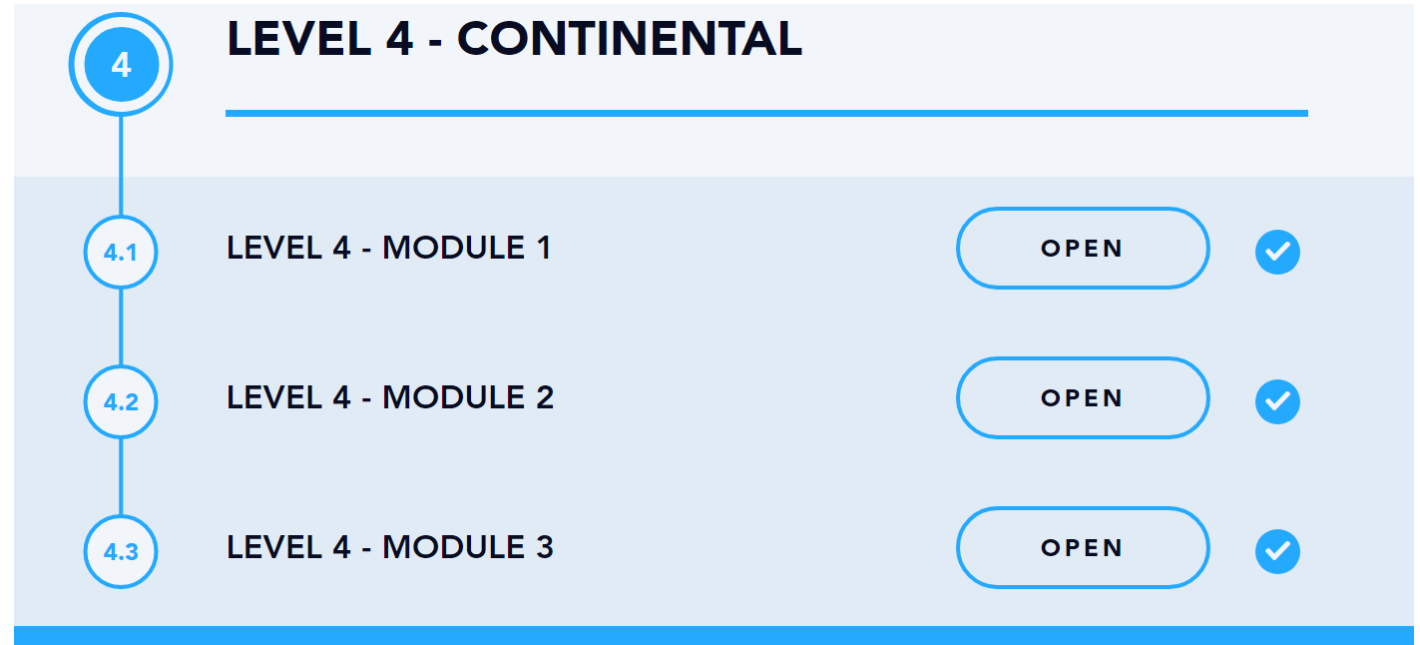 4
LEVEL 4 - CONTINENTAL
4.1
LEVEL 4 - MODULE 1
OPEN
4.2
LEVEL 4 - MODULE 2
OPEN
4.3
LEVEL 4 - MODULE 3
OPEN